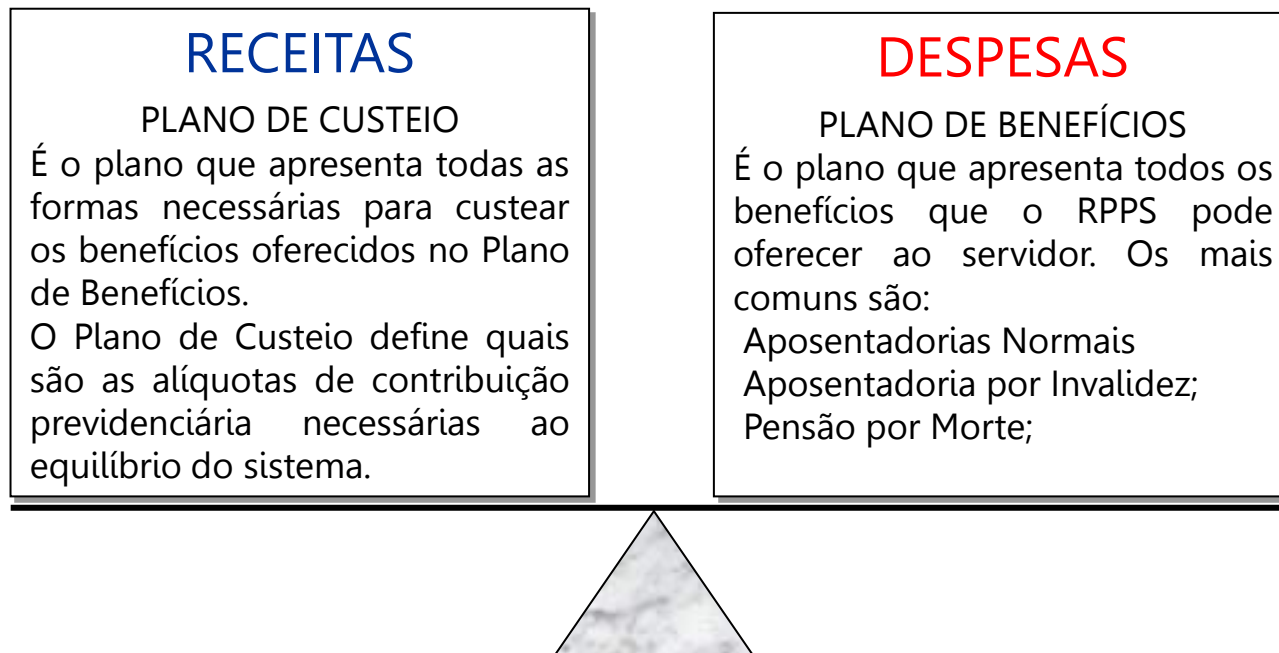 RECEITAS
PLANO DE CUSTEIO
É o plano que apresenta todas as
formas necessárias para custear
os benefícios oferecidos no Plano
de Benefícios.
O Plano de Custeio define quais
são as alíquotas de contribuição
previdenciária necessárias ao
equilíbrio do sistema.
DESPESAS
PLANO DE BENEFÍCIOS
É o plano que apresenta todos os
benefícios que o RPPS pode
oferecer ao servidor. Os mais
comuns são:
Aposentadorias Normais
Aposentadoria por Invalidez;
Pensão por Morte;